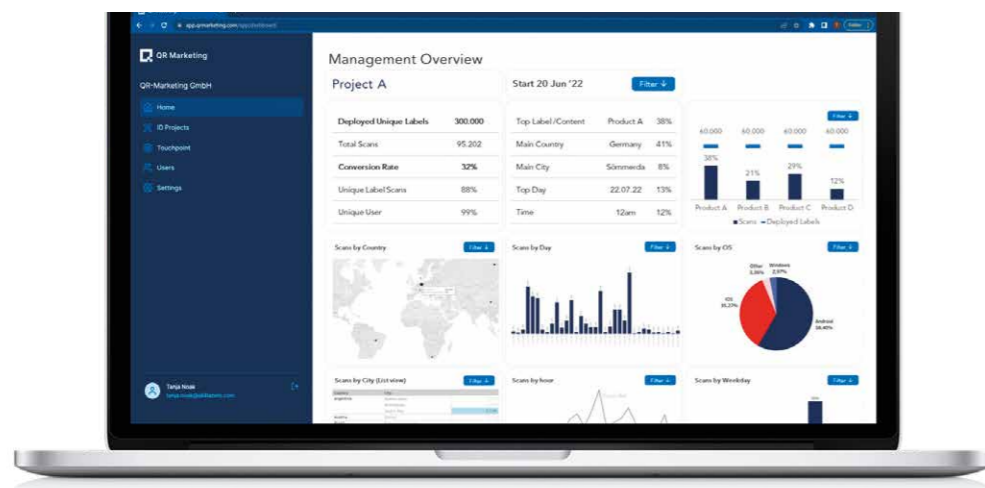 app.qrmarketing.com/app/dashboard
QR Marketing
QR-Marketing GmbH
Home
ID Projects
Touchpoint
Users
Settings
Tanja Noak
Management Overview
Project A
Start 20 Jun '22
Filter ↓
Deployed Unique Labels 300.000
Total Scans 95.202
Conversion Rate 32%
Unique Label Scans 88%
Unique User 99%
Top Label /Content Product A 38%
Main Country Germany 41%
Main City Sömmerda 8%
Top Day 22.07.22 13%
Time 12am 12%
Filter ↓
60.000 60.000 60.000 60.000
38% 21% 29% 12%
Product A Product B Product C Product D
Scans Deployed Labels
Scans by Country Filter ↓
Scans by Day Filter ↓
Scans by OS Filter ↓
Other Windows
2,97%
iOS
Android
Scans by City (List view) Filter ↓
Scans by hour Filter ↓
Scans by Weekday Filter ↓